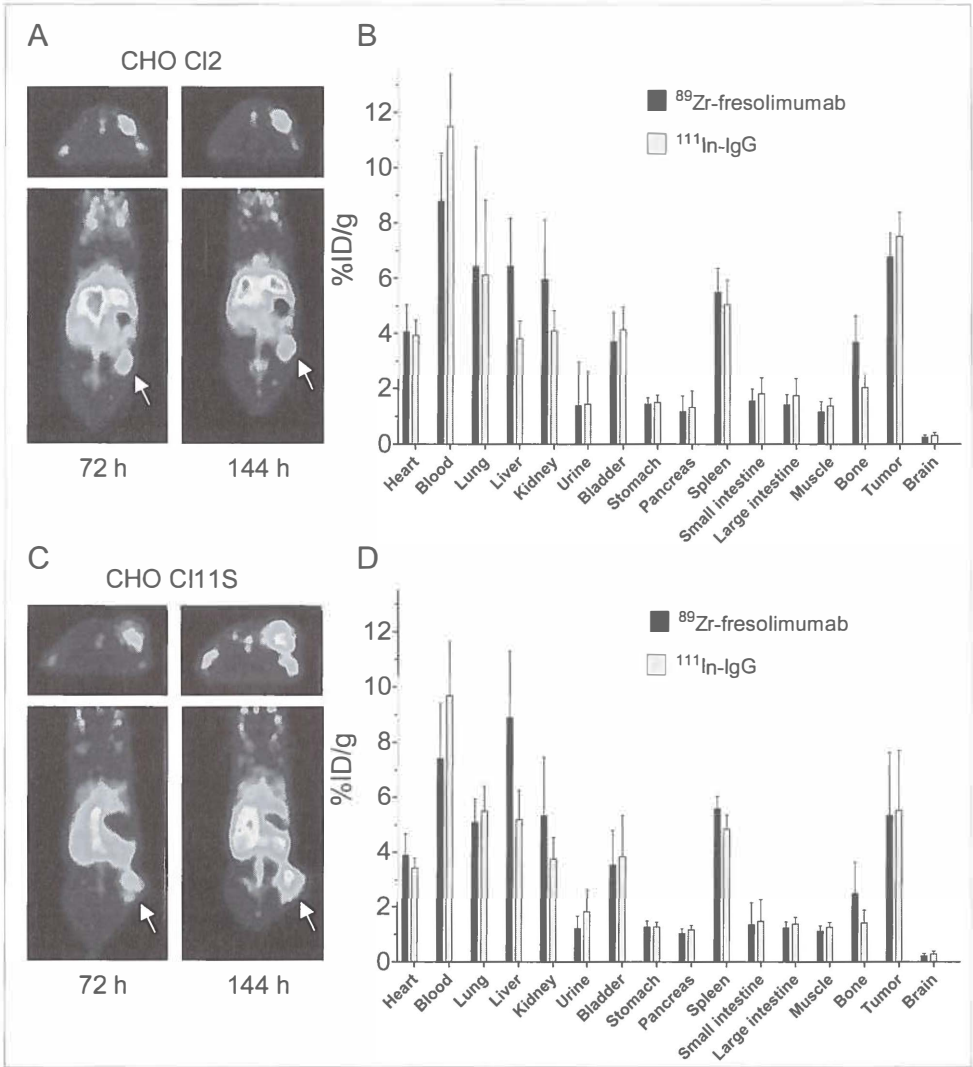 A
CHO Cl2
72 h
144 h
B
%ID/g
12
10
8
6
4
2
0
⁸⁹Zr-fresolimumab
¹¹¹In-IgG
Heart
Blood
Lung
Liver
Kidney
Urine
Bladder
Stomach
Pancreas
Spleen
Small intestine
Large intestine
Muscle
Bone
Tumor
Brain
C
CHO Cl11S
72 h
144 h
D
%ID/g
12
10
8
6
4
2
0
⁸⁹Zr-fresolimumab
¹¹¹In-IgG
Heart
Blood
Lung
Liver
Kidney
Urine
Bladder
Stomach
Pancreas
Spleen
Small intestine
Large intestine
Muscle
Bone
Tumor
Brain